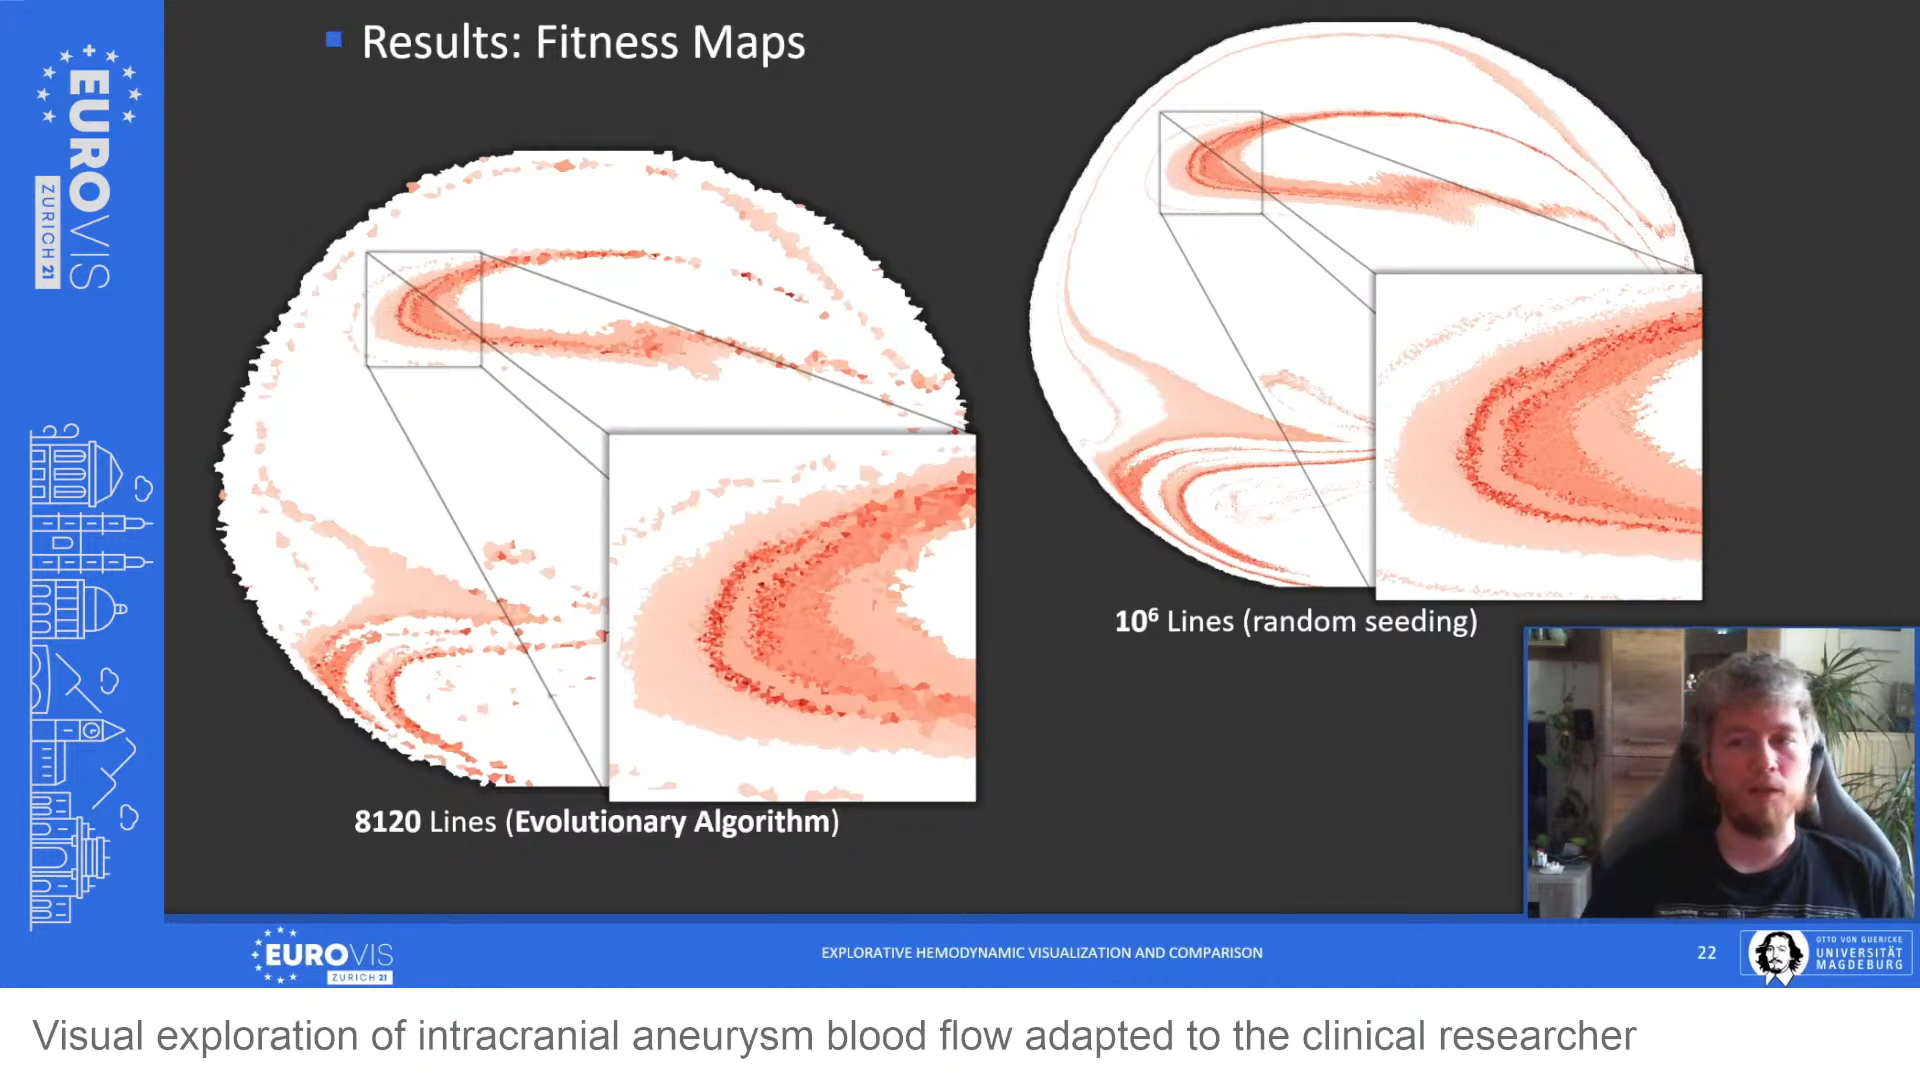 EUROVIS
ZURICH 21
Results: Fitness Maps
10⁶ Lines (random seeding)
8120 Lines (Evolutionary Algorithm)
EUROVIS
ZURICH 21
EXPLORATIVE HEMODYNAMIC VISUALIZATION AND COMPARISON
22
OTTO VON GUERICKE
UNIVERSITÄT
MAGDEBURG
Visual exploration of intracranial aneurysm blood flow adapted to the clinical researcher